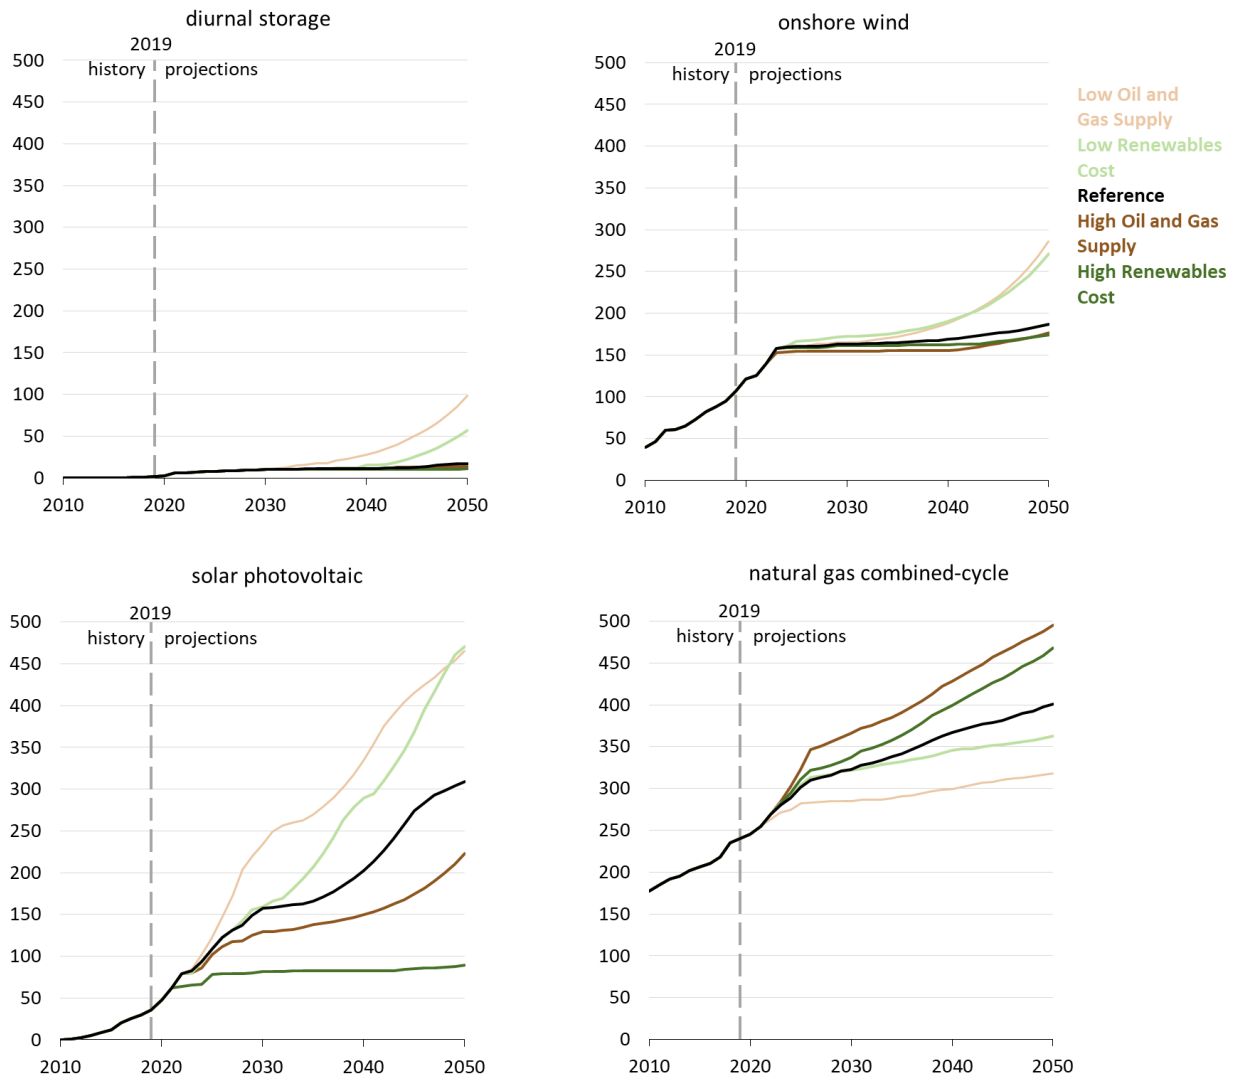 diurnal storage
2019
history projections
500
450
400
350
300
250
200
150
100
50
0
2010 2020 2030 2040 2050
onshore wind
2019
history projections
500
450
400
350
300
250
200
150
100
50
0
2010 2020 2030 2040 2050
Low Oil and
Gas Supply
Low Renewables
Cost
Reference
High Oil and Gas
Supply
High Renewables
Cost
solar photovoltaic
2019
history projections
500
450
400
350
300
250
200
150
100
50
0
2010 2020 2030 2040 2050
natural gas combined-cycle
2019
history projections
500
450
400
350
300
250
200
150
100
50
0
2010 2020 2030 2040 2050